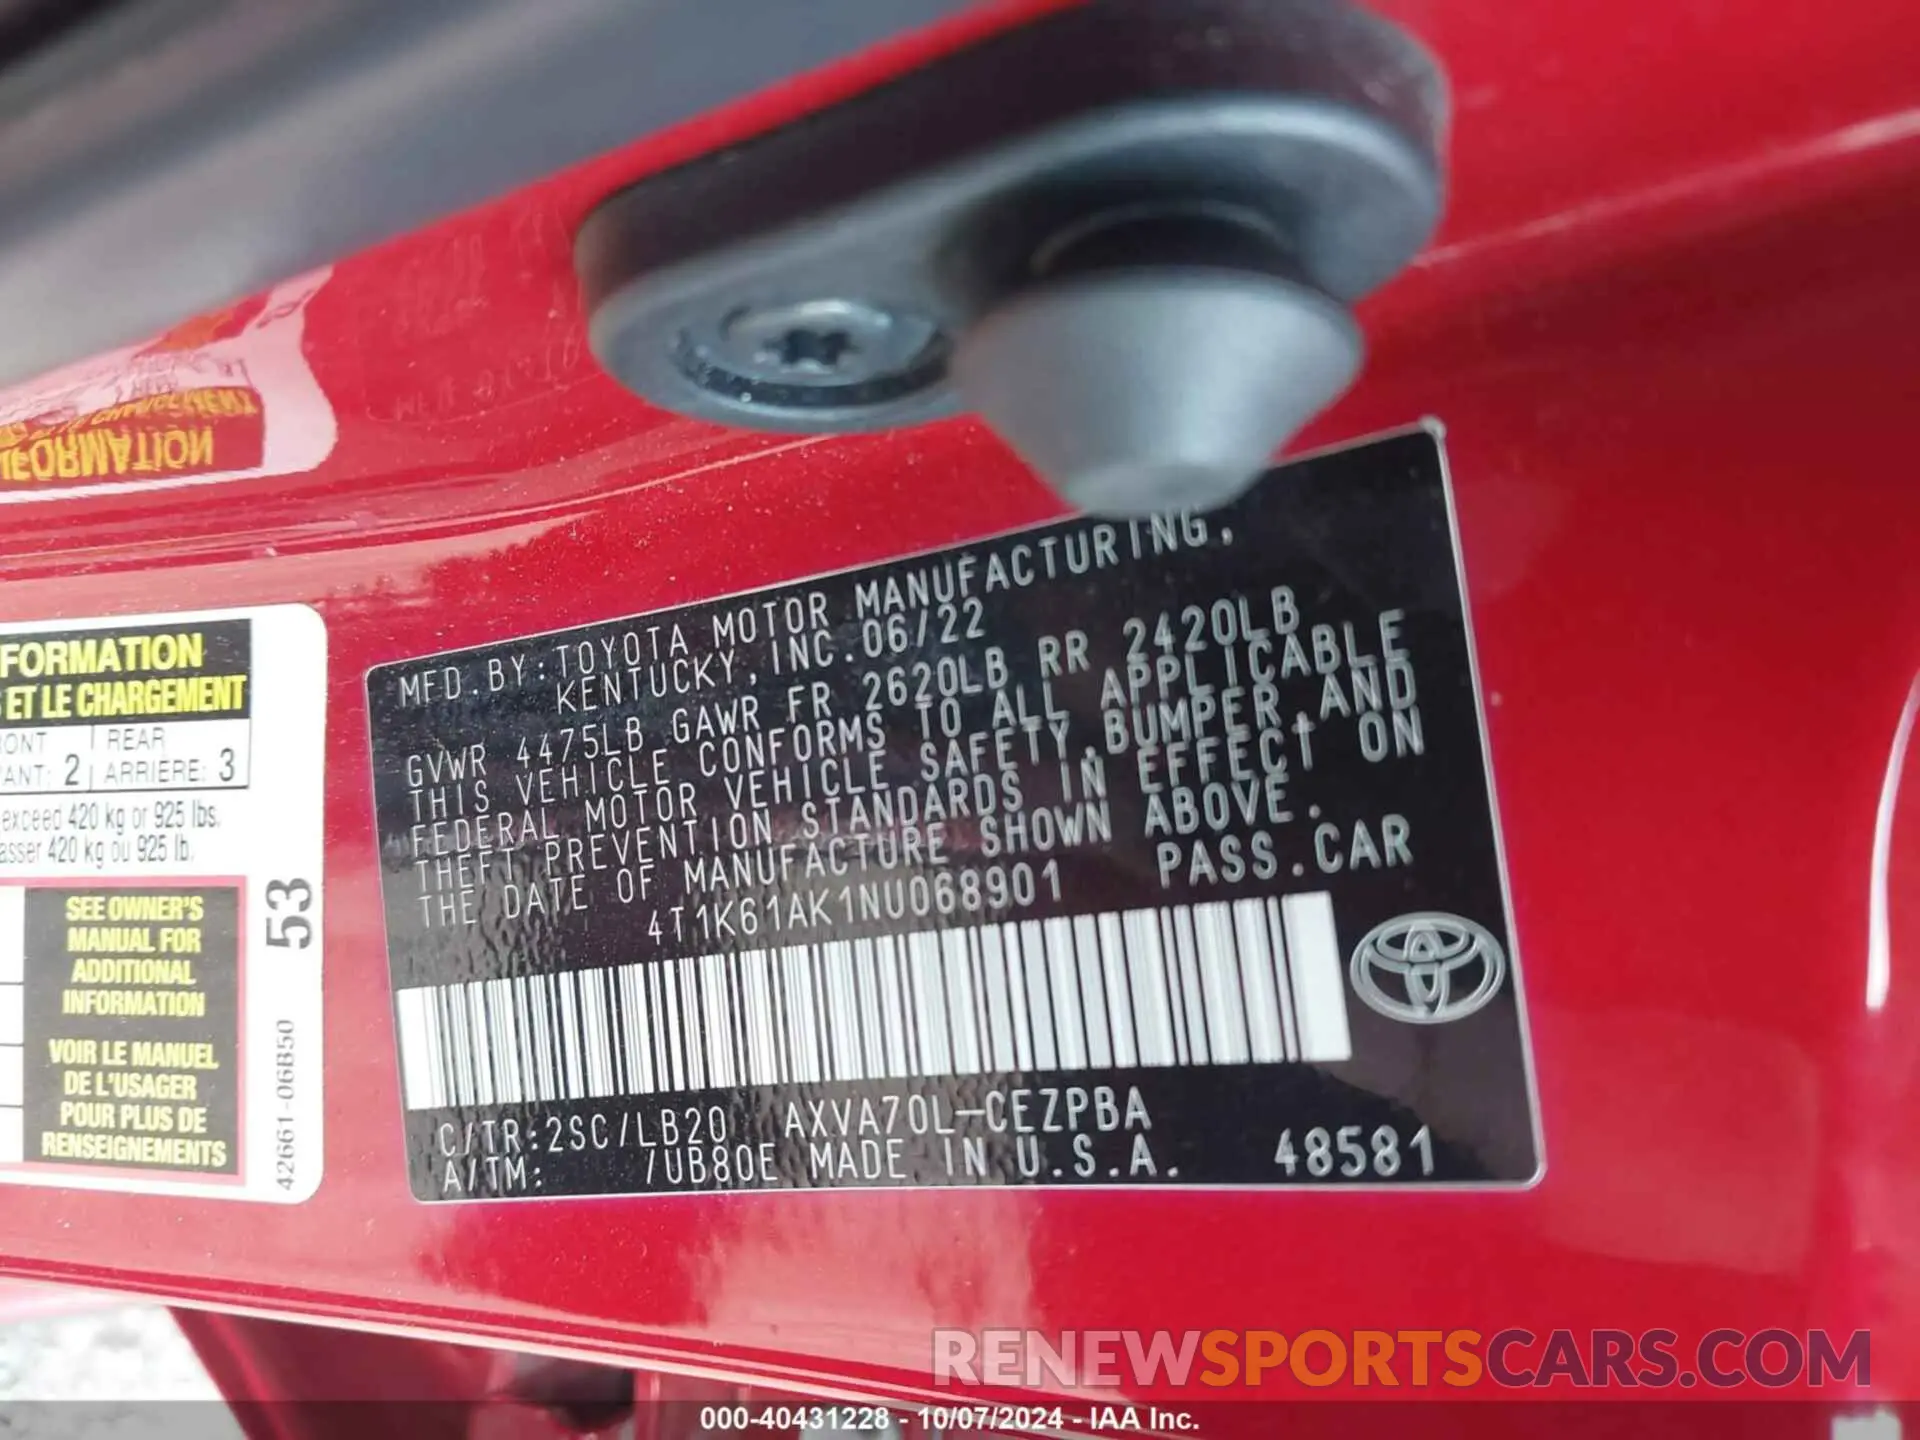 MFD. BY: TOYOTA MOTOR MANUFACTURING,
KENTUCKY, INC. 06/22
GVWR 4475LB GAWR FR 2620LB RR 2420LB
THIS VEHICLE CONFORMS TO ALL APPLICABLE
FEDERAL MOTOR VEHICLE SAFETY, BUMPER, AND
THEFT PREVENTION STANDARDS IN EFFECT ON
THE DATE OF MANUFACTURE SHOWN ABOVE.
4T1K61AK1NU068901 PASS.CAR
C/TR:2SC/LB20 AXVA70L-CEZPBA
A/TM: /UB80E MADE IN U.S.A. 48581
FORMATION
ET LE CHARGEMENT
REAR
2 ARRIERE: 3
exceed 420 kg or 925 lbs.
420 kg ou 925 lb.
SEE OWNER'S
MANUAL FOR
ADDITIONAL
INFORMATION
VOIR LE MANUEL
DE L'USAGER
POUR PLUS DE
RENSEIGNEMENTS
53
42661-06B50
RENEWSPORTSCARS.COM
000-40431228 - 10/07/2024 - IAA Inc.